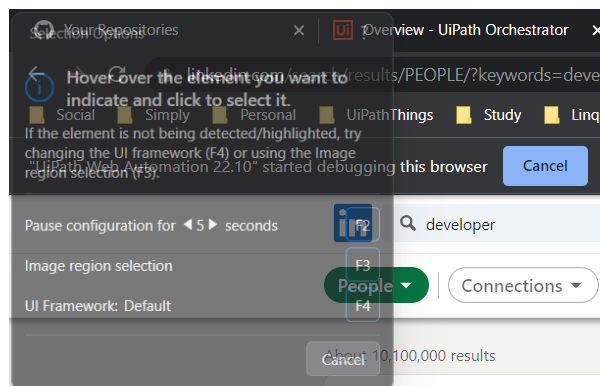 Your Repositories
Selection Options
Ui Overview - UiPath Orchestrator
?
linkedin.com/search/results/PEOPLE/?keywords=deve
Hover over the element you want to
indicate and click to select it.
Social Simply Personal UiPathThings Study Linq
If the element is not being detected/highlighted, try
changing the UI framework (F4) or using the Image
region selection (F3).
"UiPath Web Automation 22.10" started debugging this browser Cancel
Pause configuration for 5 seconds F2
in
developer
Image region selection F3
People Connections
UI Framework: Default F4
About 10,100,000 results
Cancel